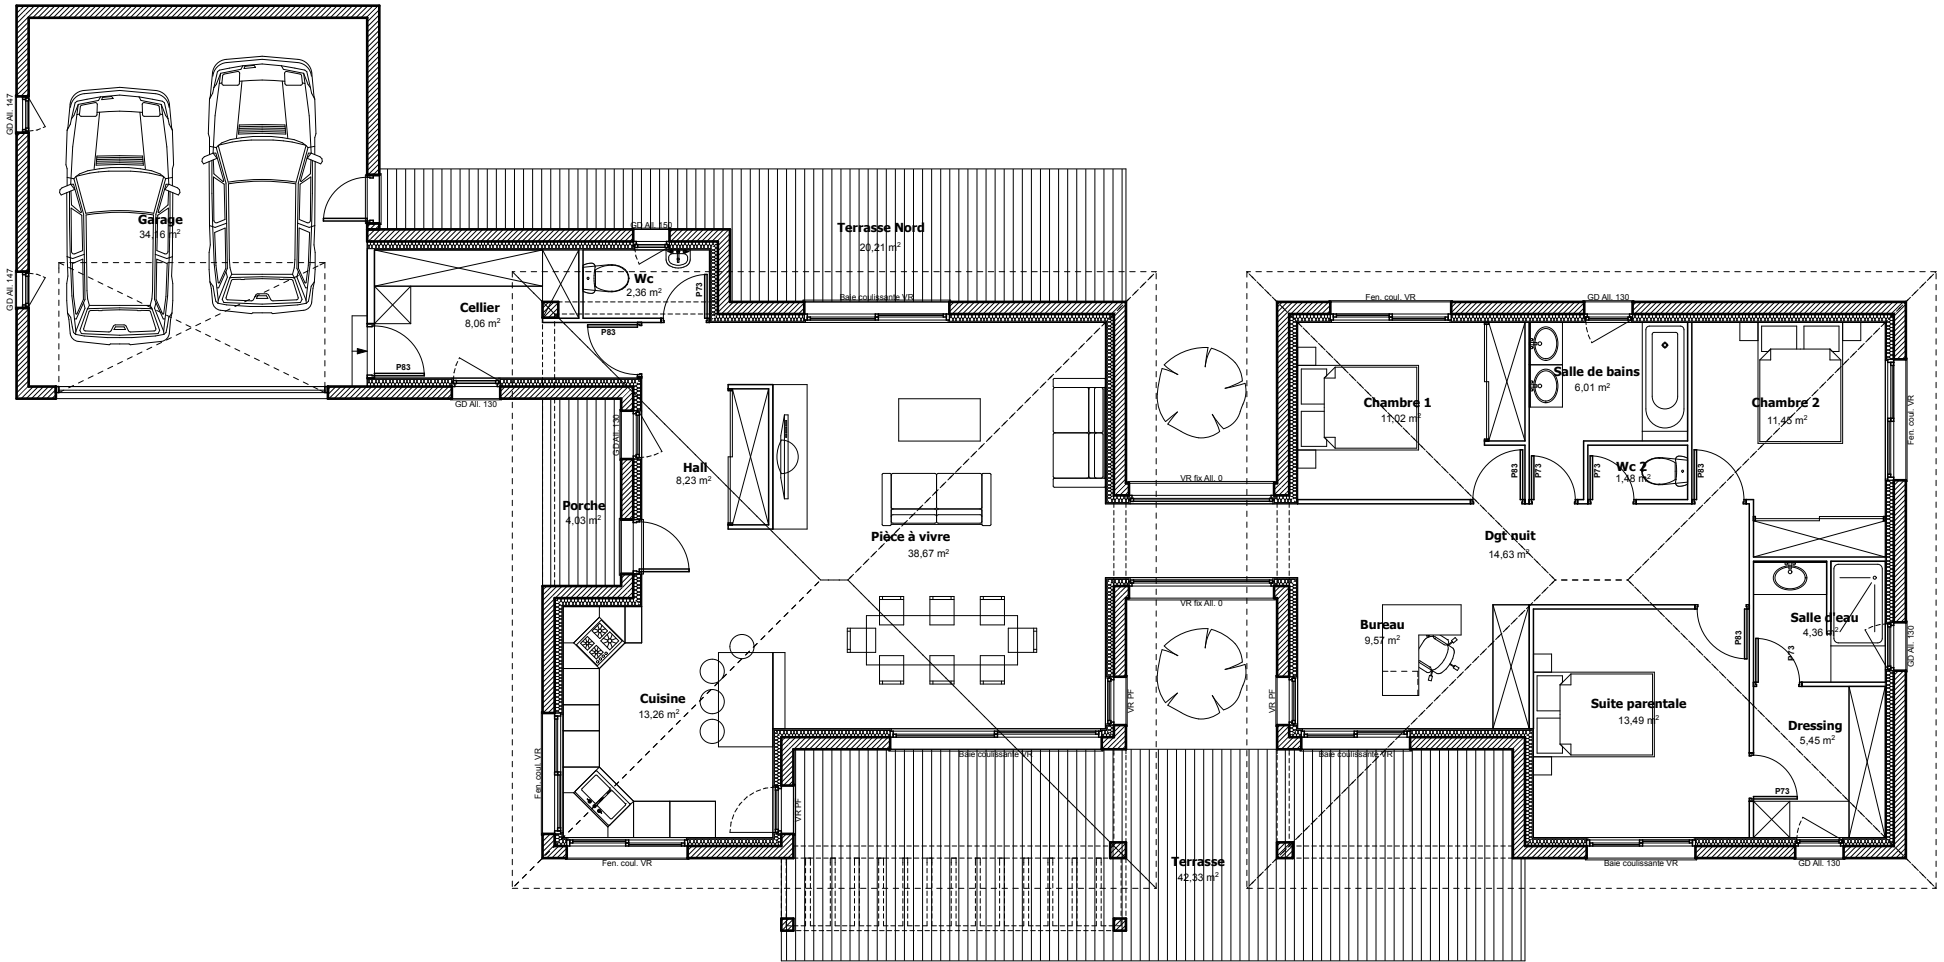 GD All. 147
Garage
34,16 m²
GD All. 147
GD All. 150
Wc
2,36 m²
P73
Cellier
8,06 m²
P83
P83
GD All. 130
Terrasse Nord
20,21 m²
Baie coulissante VR
GD All. 130
Hall
8,23 m²
Porche
4,03 m²
Pièce à vivre
38,67 m²
VR fix All. 0
VR fix All. 0
Cuisine
13,26 m²
Fen. coul. VR
Fen. coul. VR
VR PF
Baie coulissante VR
VR PF
VR PF
Terrasse
42,33 m²
Fen. coul. VR
GD All. 130
Chambre 1
11,02 m²
Salle de bains
6,01 m²
Chambre 2
11,45 m²
Fen. coul. VR
P83
P73
P73
Wc 2
1,48 m²
P83
Dgt nuit
14,63 m²
Bureau
9,57 m²
Salle d'eau
4,36 m²
GD All. 130
P83
P73
Suite parentale
13,49 m²
Dressing
5,45 m²
Baie coulissante VR
P73
Baie coulissante VR
GD All. 130